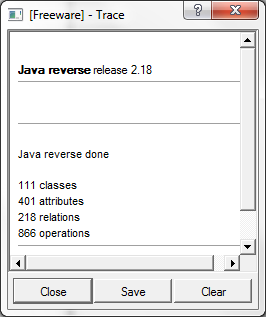 [Freeware] - Trace
Java reverse release 2.18
Java reverse done
111 classes
401 attributes
218 relations
866 operations
Close Save Clear